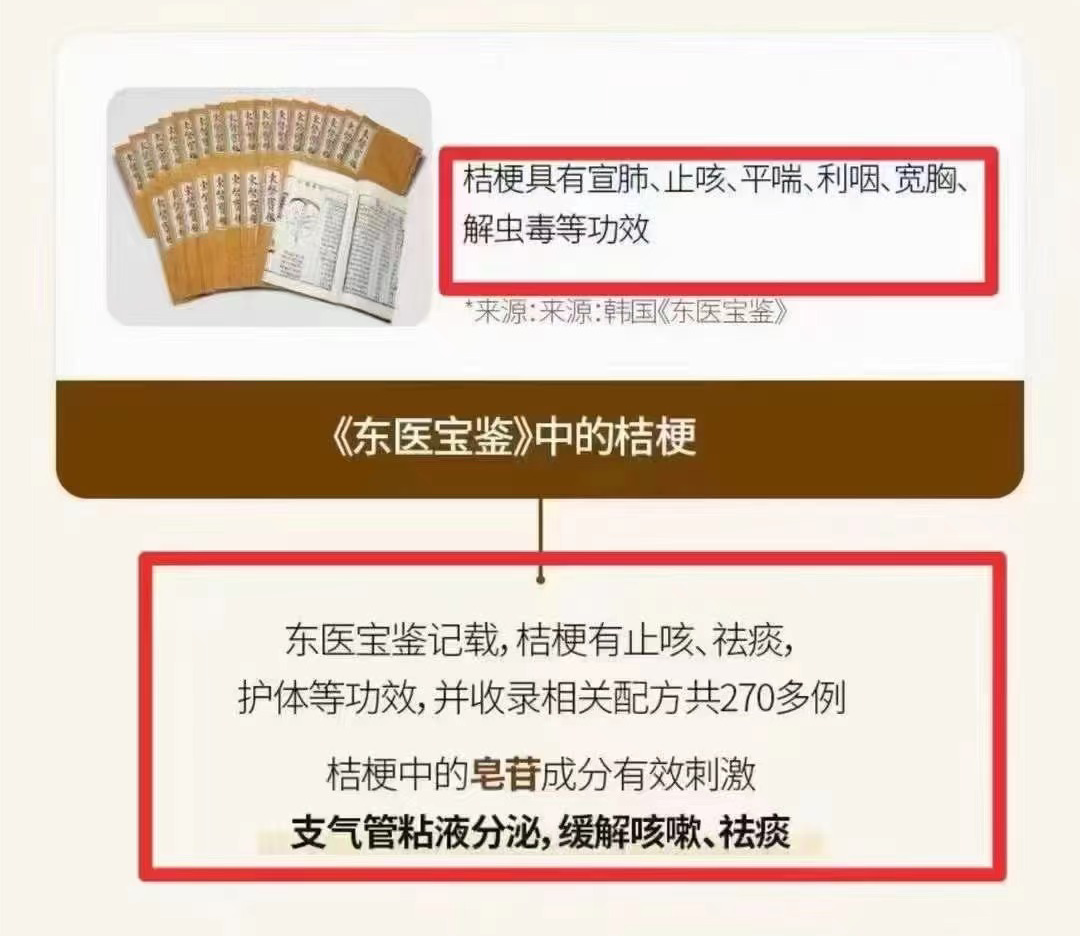 桔梗具有宣肺、止咳、平喘、利咽、宽胸、
解虫毒等功效
*来源:来源:韩国《东医宝鉴》
《东医宝鉴》中的桔梗
东医宝鉴记载,桔梗有止咳、祛痰,
护体等功效,并收录相关配方共270多例
桔梗中的皂苷成分有效刺激
支气管粘液分泌,缓解咳嗽、祛痰